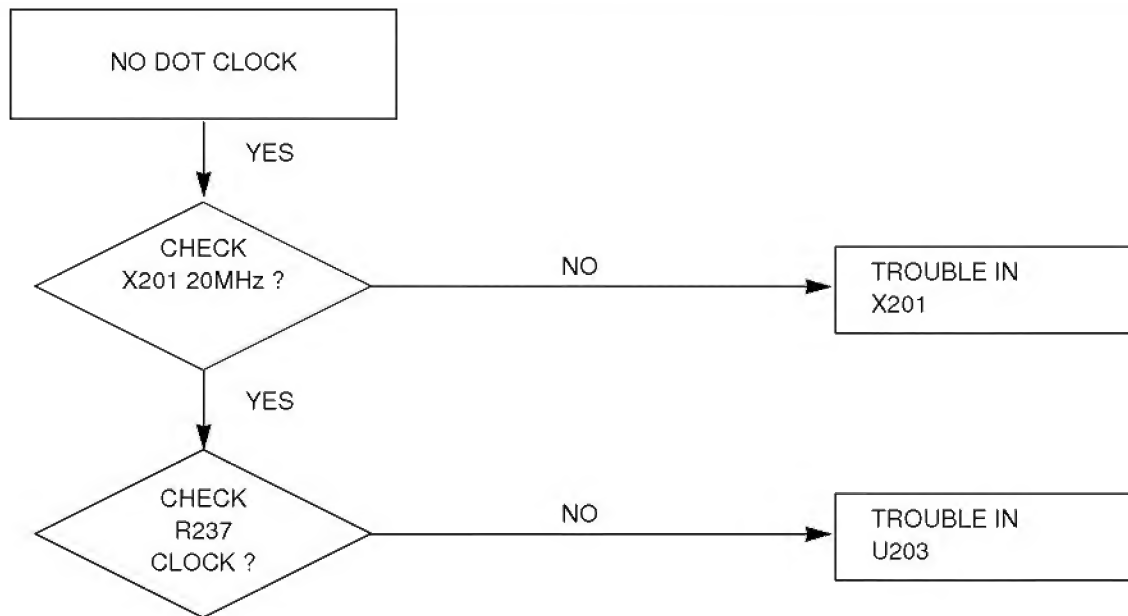 NO DOT CLOCK
YES
CHECK
X201 20MHz ?
NO
TROUBLE IN
X201
YES
CHECK
R237
CLOCK ?
NO
TROUBLE IN
U203